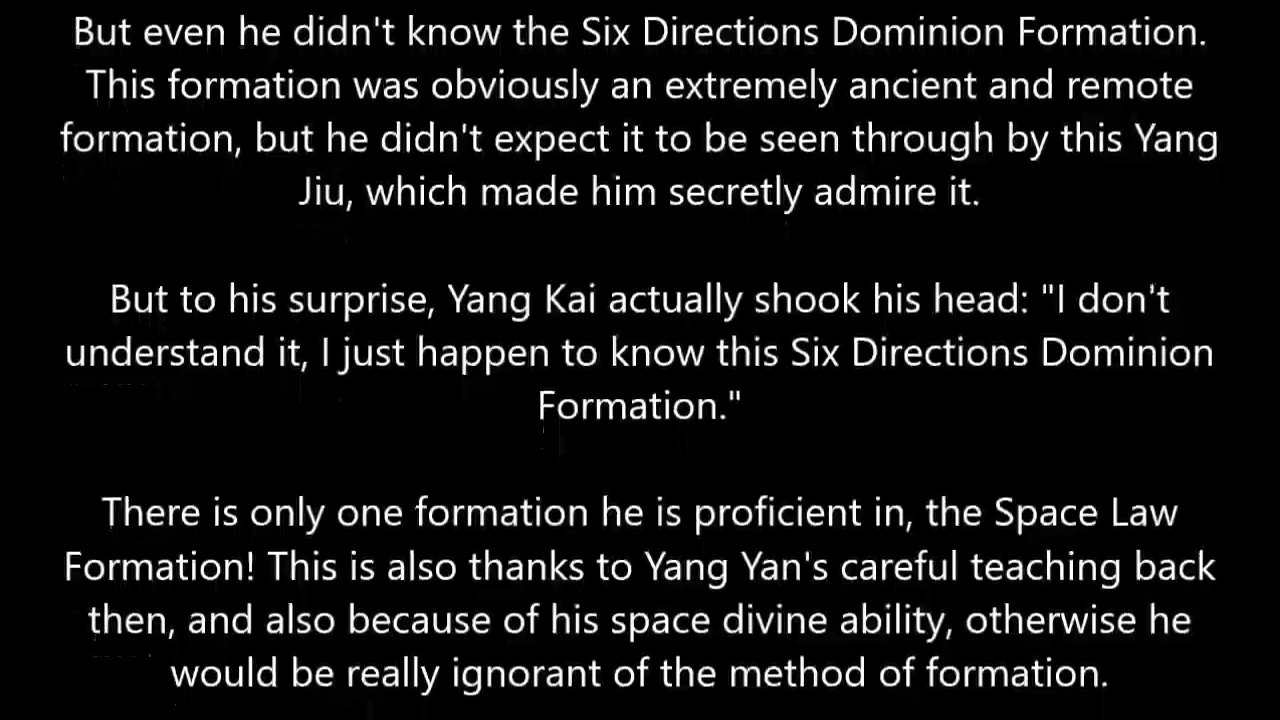 But even he didn't know the Six Directions Dominion Formation.
This formation was obviously an extremely ancient and remote
formation, but he didn't expect it to be seen through by this Yang
Jiu, which made him secretly admire it.
But to his surprise, Yang Kai actually shook his head: "I don't
understand it, I just happen to know this Six Directions Dominion
Formation."
There is only one formation he is proficient in, the Space Law
Formation! This is also thanks to Yang Yan's careful teaching back
then, and also because of his space divine ability, otherwise he
would be really ignorant of the method of formation.